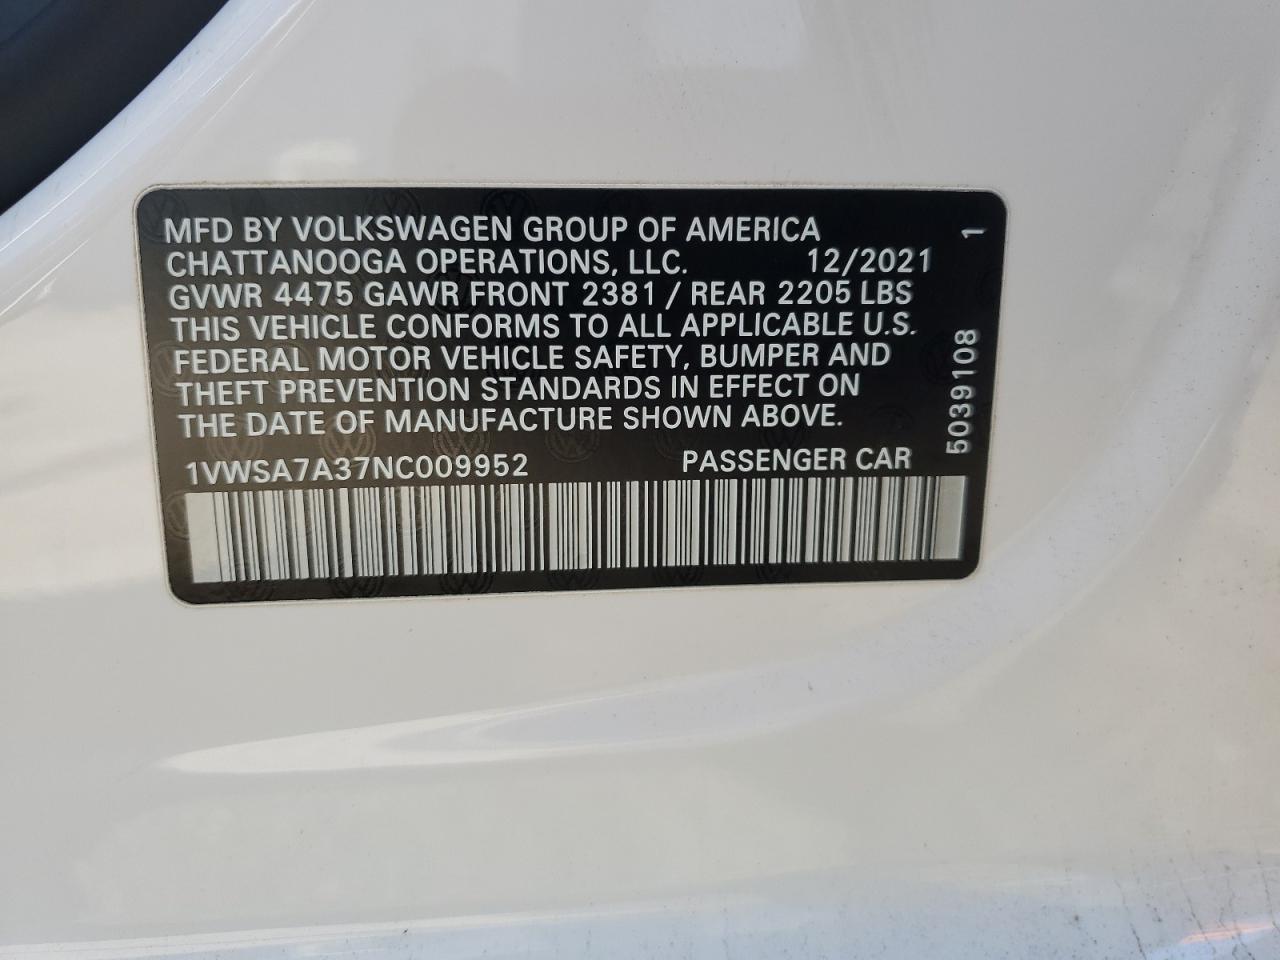 MFD BY VOLKSWAGEN GROUP OF AMERICA
CHATTANOOGA OPERATIONS, LLC. 12/2021
GVWR 4475 GAWR FRONT 2381 / REAR 2205 LBS
THIS VEHICLE CONFORMS TO ALL APPLICABLE U.S.
FEDERAL MOTOR VEHICLE SAFETY, BUMPER AND
THEFT PREVENTION STANDARDS IN EFFECT ON
THE DATE OF MANUFACTURE SHOWN ABOVE.
1VWSA7A37NC009952 PASSENGER CAR
5039108 1